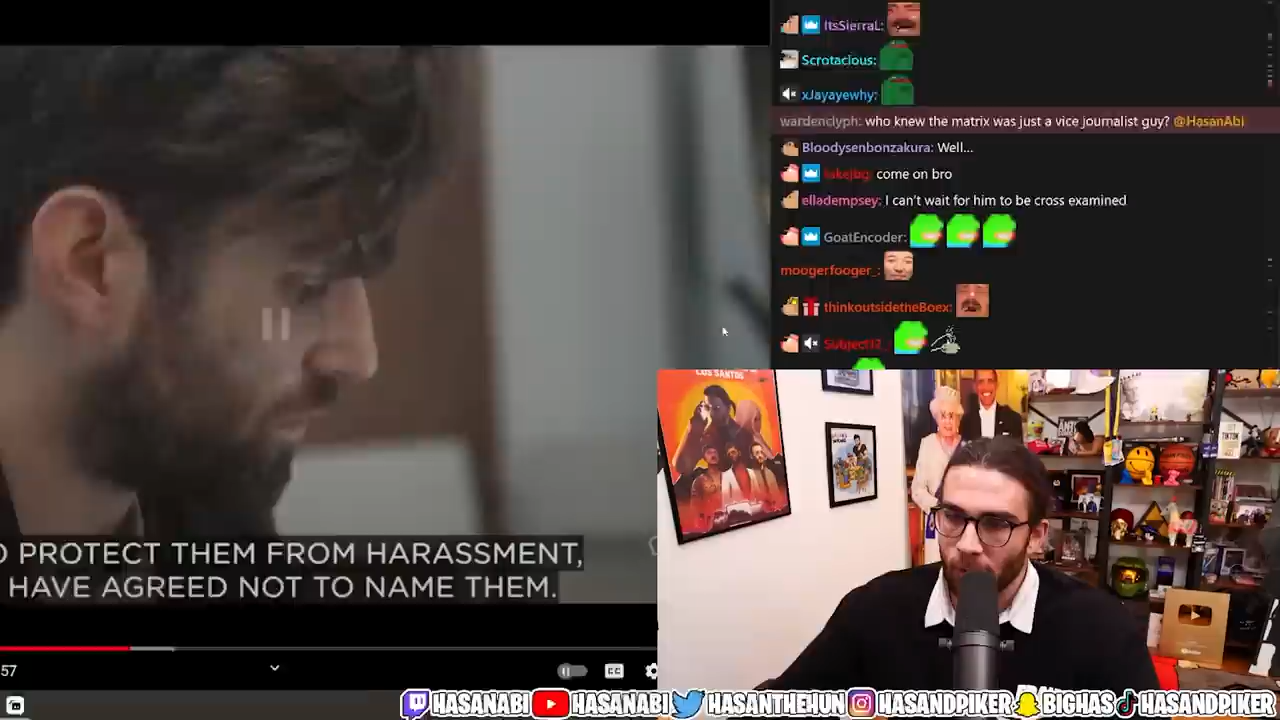 ItsSierraL:
Scrotacious:
xJayayewhy:
wardenclyph: who knew the matrix was just a vice journalist guy? @HasanAbi
Bloodysenbonzakura: Well...
come on bro
elladempsey: I can't wait for him to be cross examined
GoatEncoder:
moogerfooger_:
thinkoutsidetheBoex:
PROTECT THEM FROM HARASSMENT,
HAVE AGREED NOT TO NAME THEM.
LOS SANTOS
57
CC
HASANABI HASANABI HASANTHEHUN HASANDPIKER BIGHAS HASANDPIKER